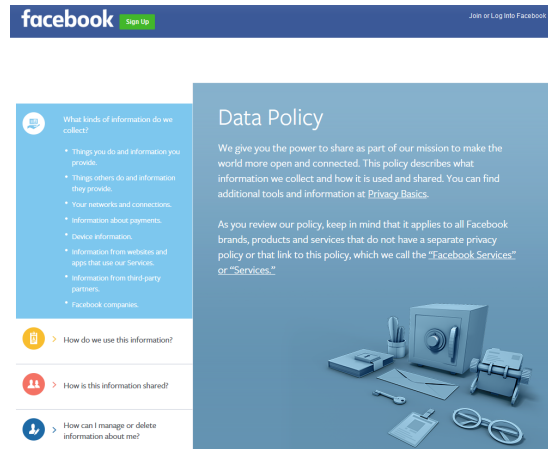 facebook
Sign Up
Join or Log Into Facebook
What kinds of information do we
collect?
* Things you do and information you
provide.
* Things others do and information
they provide.
* Your networks and connections.
* Information about payments.
* Device information.
* Information from websites and
apps that use our Services.
* Information from third-party
partners.
* Facebook companies.
> How do we use this information?
> How is this information shared?
> How can I manage or delete
information about me?
Data Policy
We give you the power to share as part of our mission to make the
world more open and connected. This policy describes what
information we collect and how it is used and shared. You can find
additional tools and information at Privacy Basics.
As you review our policy, keep in mind that it applies to all Facebook
brands, products and services that do not have a separate privacy
policy or that link to this policy, which we call the "Facebook Services"
or "Services."